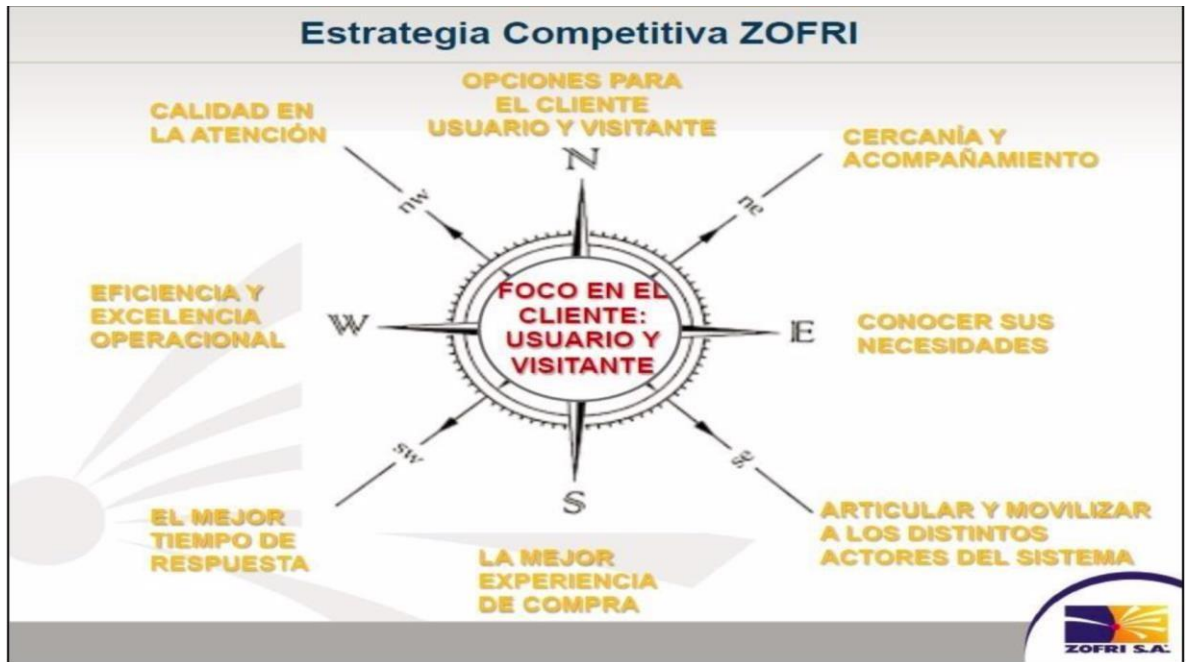 Estrategia Competitiva ZOFRI
OPCIONES PARA
EL CLIENTE
USUARIO Y VISITANTE
CALIDAD EN
LA ATENCIÓN
CERCANÍA Y
ACOMPAÑAMIENTO
N
nw
ne
EFICIENCIA Y
EXCELENCIA
OPERACIONAL
W
FOCO EN EL
CLIENTE:
USUARIO Y
VISITANTE
E
CONOCER SUS
NECESIDADES
sw
se
S
EL MEJOR
TIEMPO DE
RESPUESTA
LA MEJOR
EXPERIENCIA
DE COMPRA
ARTICULAR Y MOVILIZAR
A LOS DISTINTOS
ACTORES DEL SISTEMA
ZOFRI S.A.